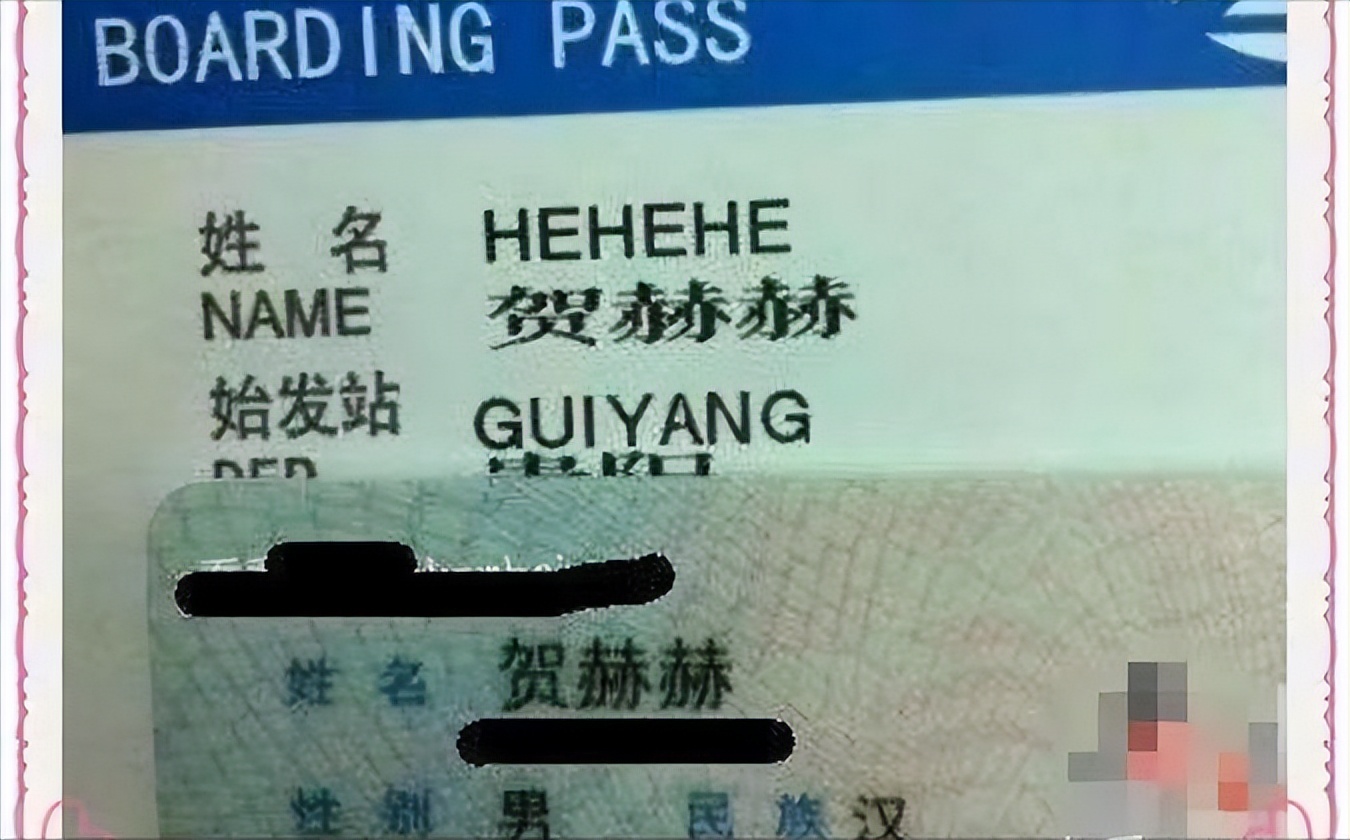 BOARDING PASS
姓 名 HEHEHE
NAME 贺赫赫
始发站 GUIYANG
姓 名 贺赫赫
性 别 男 民 族 汉